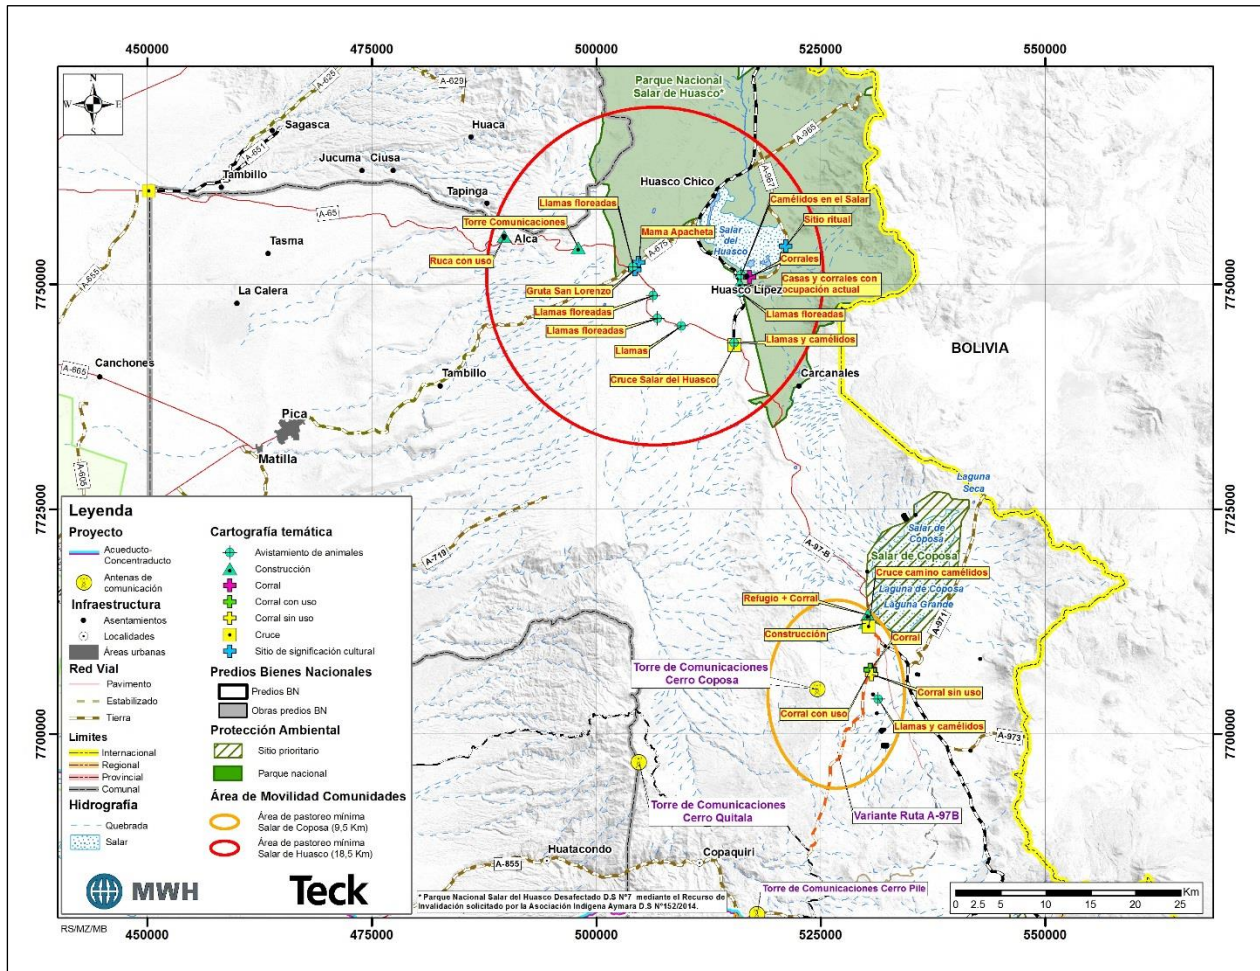 450000
475000
500000
525000
550000
N
W
E
S
A-629
A-625
Parque Nacional
Salar de Huasco*
Sagasca
Huaca
A-651
A-985
Jucuma
Ciusa
Tambillo
Huasco Chico
A-987
Tapinga
Llamas floreadas
Camélidos en el Salar
A-65
Torre Comunicaciones
Mama Apacheta
Sitio ritual
Alca
Salar
del
Huasco
Tasma
A-675
Corrales
Ruca con uso
A-655
7750000
7750000
Gruta San Lorenzo
Casas y corrales con
ocupación actual
La Calera
Huasco Lipez
Llamas floreadas
Llamas floreadas
Llamas floreadas
Llamas
Llamas y camélidos
BOLIVIA
Canchones
A-665
Tambillo
Cruce Salar del Huasco
Carcanales
Pica
Matilla
A-605
Laguna
Seca
7725000
7725000
Salar de
Coposa
A-719
A-97-B
Salar de Coposa
Cruce camino camélidos
Laguna de Coposa
Laguna Grande
Refugio + Corral
A-971
Construcción
Corral
Torre de Comunicaciones
Cerro Coposa
Corral sin uso
Corral con uso
Llamas y camélidos
7700000
7700000
A-973
Torre de Comunicaciones
Cerro Quitala
Variante Ruta A-97B
Huatacondo
Copaquiri
A-855
Torre de Comunicaciones Cerro Pile
Leyenda
Proyecto
Acueducto-
Concentraducto
Antenas de
comunicación
Infraestructura
Asentamientos
Localidades
Áreas urbanas
Red Vial
Pavimento
Estabilizado
Tierra
Limites
Internacional
Regional
Provincial
Comunal
Hidrografía
Quebrada
Salar
Cartografía temática
Avistamiento de animales
Construcción
Corral
Corral con uso
Corral sin uso
Cruce
Sitio de significación cultural
Predios Bienes Nacionales
Predios BN
Obras predios BN
Protección Ambiental
Sitio prioritario
Parque nacional
Área de Movilidad Comunidades
Área de pastoreo mínima
Salar de Coposa (9,5 Km)
Área de pastoreo mínima
Salar de Huasco (18,5 Km)
MWH
Teck
* Parque Nacional Salar del Huasco Desafectado D.S N°7 mediante el Recurso de
Invalidación solicitado por la Asociación Indígena Aymara D.S N°152/2014.
Km
0 2.5 5 10 15 20 25
RS/MZ/MB
450000
475000
500000
525000
550000